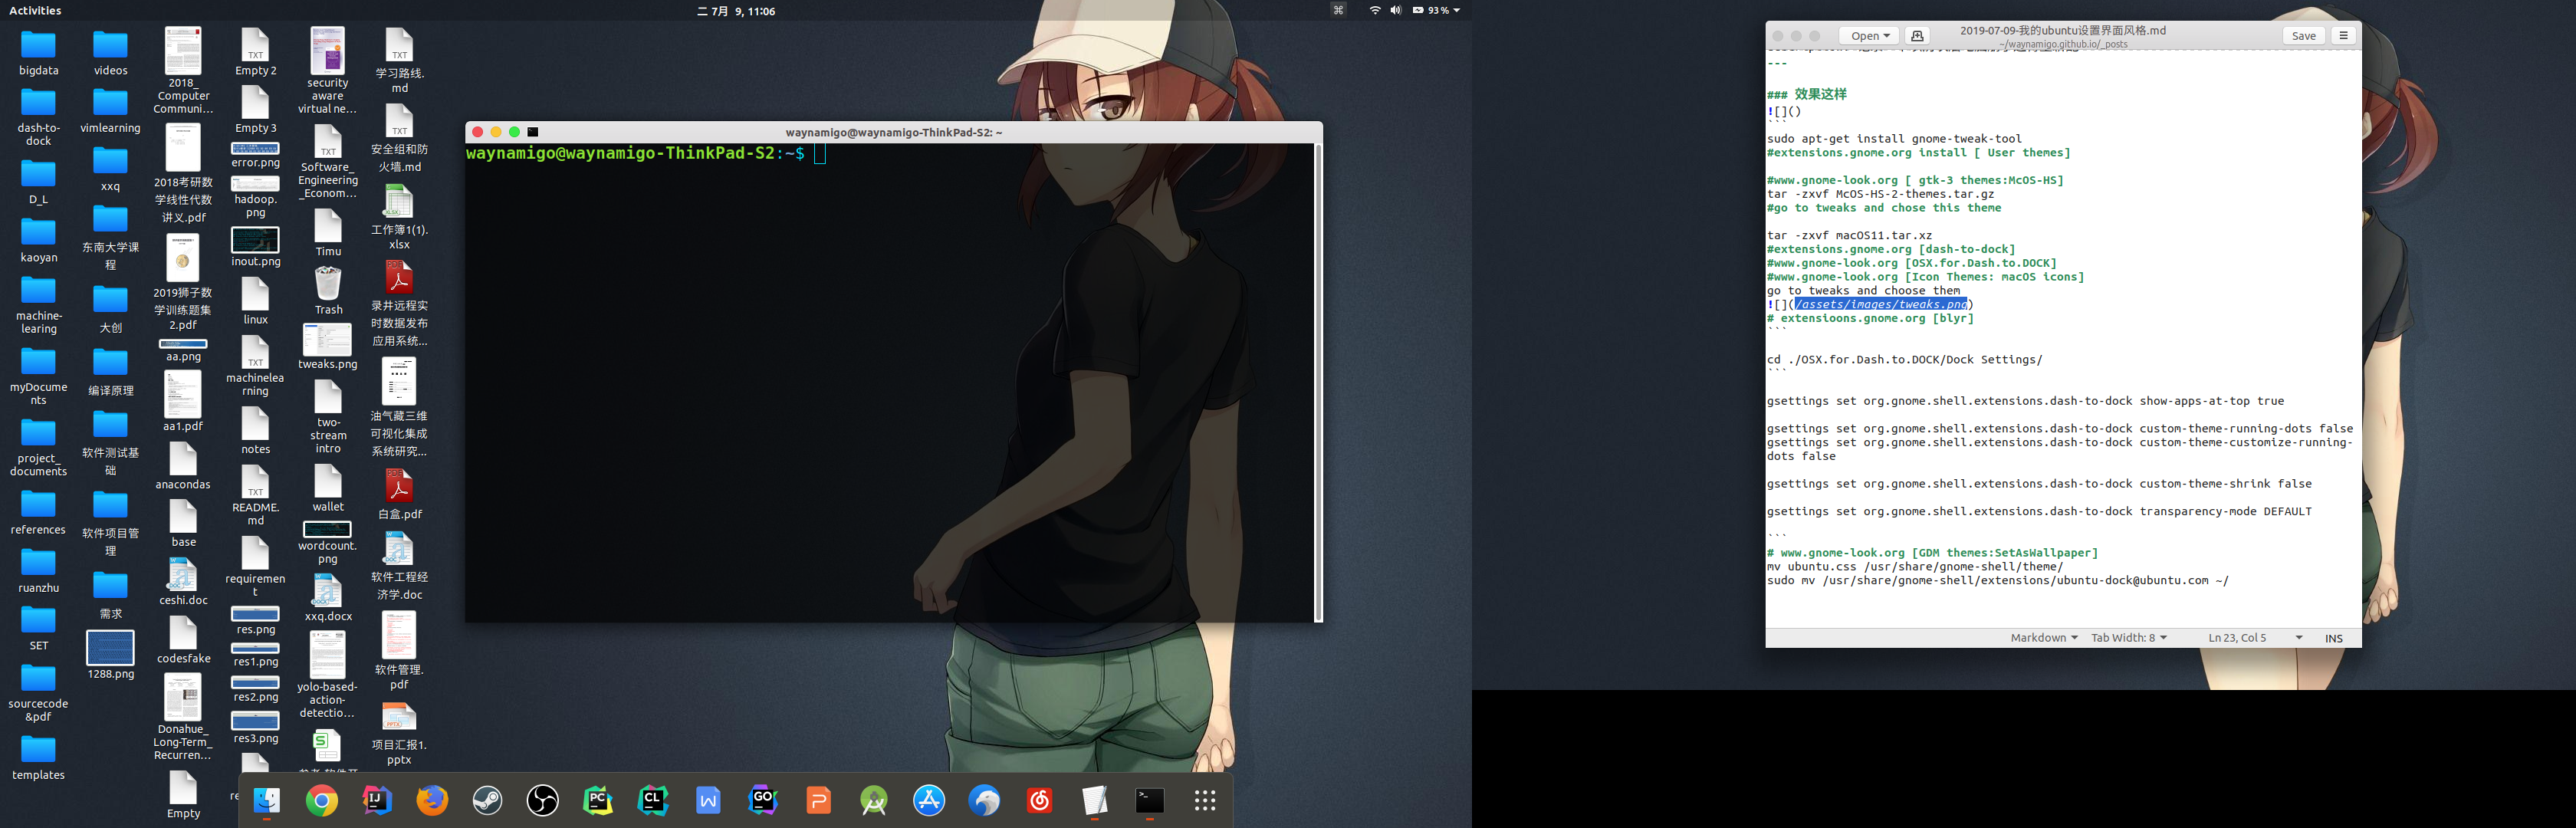 Activities
二 7月 9, 11:06
93 %
bigdata
dash-to-
dock
D_L
kaoyan
machine-
learing
myDocume
nts
project_
documents
references
ruanzhu
SET
sourcecode
&pdf
templates
videos
vimlearning
xxq
东南大学课
程
大创
编译原理
软件测试基
础
软件项目管
理
需求
1288.png
2018_
Computer
Communi...
2018考研数
学线性代数
讲义.pdf
2019狮子数
学训练题集
2.pdf
aa.png
aa1.pdf
anacondas
base
ceshi.doc
codesfake
Donahue_
Long-Term_
Recurren...
Empty
Empty 2
Empty 3
error.png
hadoop.
png
inout.png
linux
machinelea
rning
notes
README.
md
requiremen
t
res.png
res1.png
res2.png
res3.png
security
aware
virtual ne...
Software_
Engineering
_Econom...
Timu
Trash
tweaks.png
two-
stream
intro
wallet
wordcount.
png
xxq.docx
yolo-based-
action-
detectio...
学习路线.
md
安全组和防
火墙.md
工作簿1(1).
xlsx
录井远程实
时数据发布
应用系统...
油气藏三维
可视化集成
系统研究...
白盒.pdf
软件工程经
济学.doc
软件管理.
pdf
项目汇报1.
pptx
waynamigo@waynamigo-ThinkPad-S2: ~
waynamigo@waynamigo-ThinkPad-S2:~$
Open
2019-07-09-我的ubuntu设置界面风格.md
~/waynamigo.github.io/_posts
Save
---
### 效果这样
![]()
```
sudo apt-get install gnome-tweak-tool
#extensions.gnome.org install [ User themes]
#www.gnome-look.org [ gtk-3 themes:McOS-HS]
tar -zxvf McOS-HS-2-themes.tar.gz
#go to tweaks and chose this theme
tar -zxvf macOS11.tar.xz
#extensions.gnome.org [dash-to-dock]
#www.gnome-look.org [OSX.for.Dash.to.DOCK]
#www.gnome-look.org [Icon Themes: macOS icons]
go to tweaks and choose them
![](/assets/images/tweaks.png)
# extensioons.gnome.org [blyr]
```
cd ./OSX.for.Dash.to.DOCK/Dock Settings/
```
gsettings set org.gnome.shell.extensions.dash-to-dock show-apps-at-top true
gsettings set org.gnome.shell.extensions.dash-to-dock custom-theme-running-dots false
gsettings set org.gnome.shell.extensions.dash-to-dock custom-theme-customize-running-
dots false
gsettings set org.gnome.shell.extensions.dash-to-dock custom-theme-shrink false
gsettings set org.gnome.shell.extensions.dash-to-dock transparency-mode DEFAULT
```
# www.gnome-look.org [GDM themes:SetAsWallpaper]
mv ubuntu.css /usr/share/gnome-shell/theme/
sudo mv /usr/share/gnome-shell/extensions/ubuntu-dock@ubuntu.com ~/
Markdown
Tab Width: 8
Ln 23, Col 5
INS